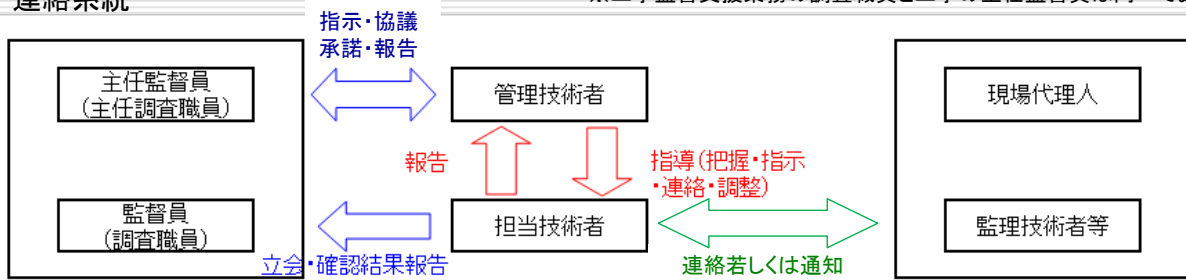 連絡系統
指示・協議
承諾・報告
主任監督員
(主任調査職員)
管理技術者
現場代理人
報告
指導(把握・指示
・連絡・調整)
監督員
(調査職員)
担当技術者
監理技術者等
立会・確認結果報告
連絡若しくは通知